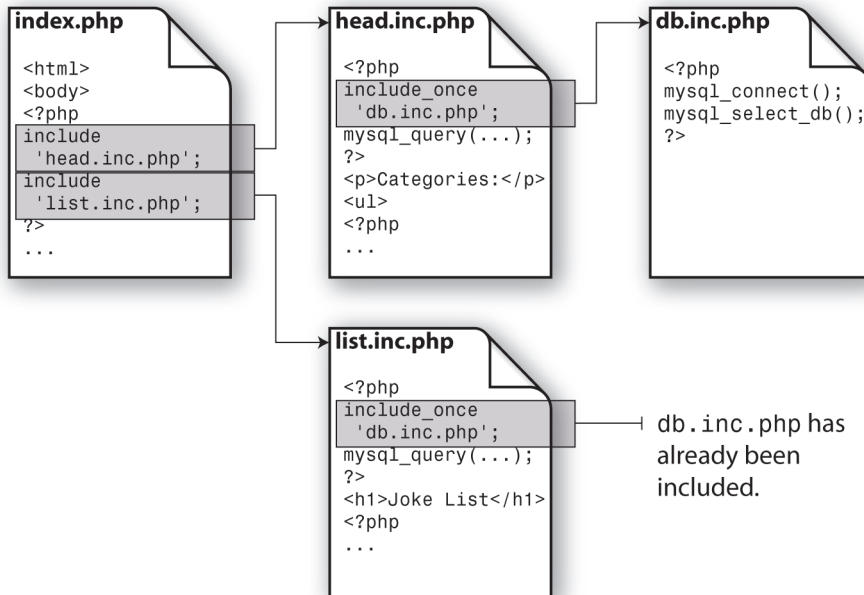 index.php
<html>
<body>
<?php
include
'head.inc.php';
include
'list.inc.php';
?>
...
head.inc.php
<?php
include_once
'db.inc.php';
mysql_query(...);
?>
<p>Categories:</p>
<ul>
<?php
...
db.inc.php
<?php
mysql_connect();
mysql_select_db();
?>
list.inc.php
<?php
include_once
'db.inc.php';
mysql_query(...);
?>
<h1>Joke List</h1>
<?php
...
db.inc.php has
already been
included.